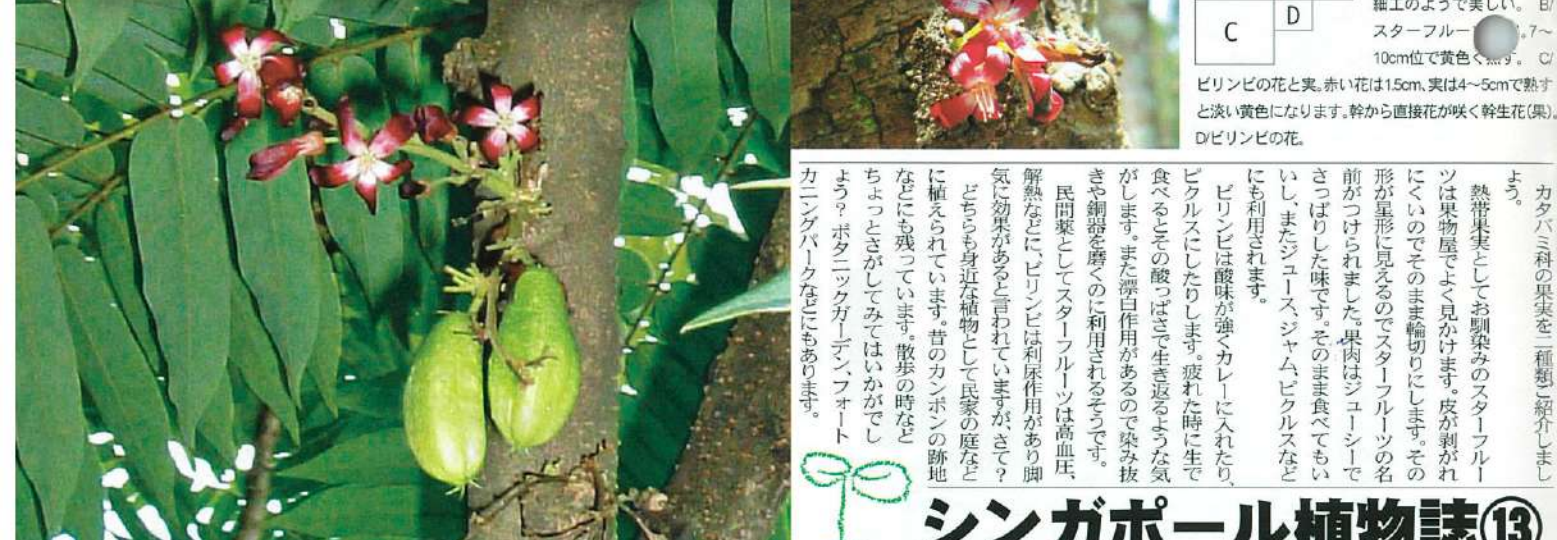 C
D
細工のようで美しい。 B/
スターフルー 7〜
10cm位で黄色く熟す。 C/
ビリンビの花と実。赤い花は1.5cm、実は4〜5cmで熟す
と淡い黄色になります。幹から直接花が咲く幹生花(果)。
D/ビリンビの花。
カタバミ科の果実を二種類ご紹介しまし
ょう。
熱帯果実としてお馴染みのスターフルー
ツは果物屋でよく見かけます。皮が剥がれ
にくいのでそのまま輪切りにします。その
形が星形に見えるのでスターフルーツの名
前がつけられました。果肉はジューシーで
さっぱりした味です。そのまま食べてもい
いし、またジュース、ジャム、ピクルスなど
にも利用されます。
ビリンビは酸味が強くカレーに入れたり、
ピクルスにしたりします。疲れた時に生で
食べるとその酸っぱさで生き返るような気
がします。また漂白作用があるので染み抜
きや銅器を磨くのに利用されるそうです。
民間薬としてスターフルーツは高血圧、
解熱などに、ビリンビは利尿作用があり脚
気に効果があると言われていますが、さて？
どちらも身近な植物として民家の庭など
に植えられています。昔のカンポンの跡地
などにも残っています。散歩の時など
ちょっとさがしてみてはいかがでし
ょう？ ボタニックガーデン、フォート
カニングパークなどにもあります。
シンガポール植物誌⑬